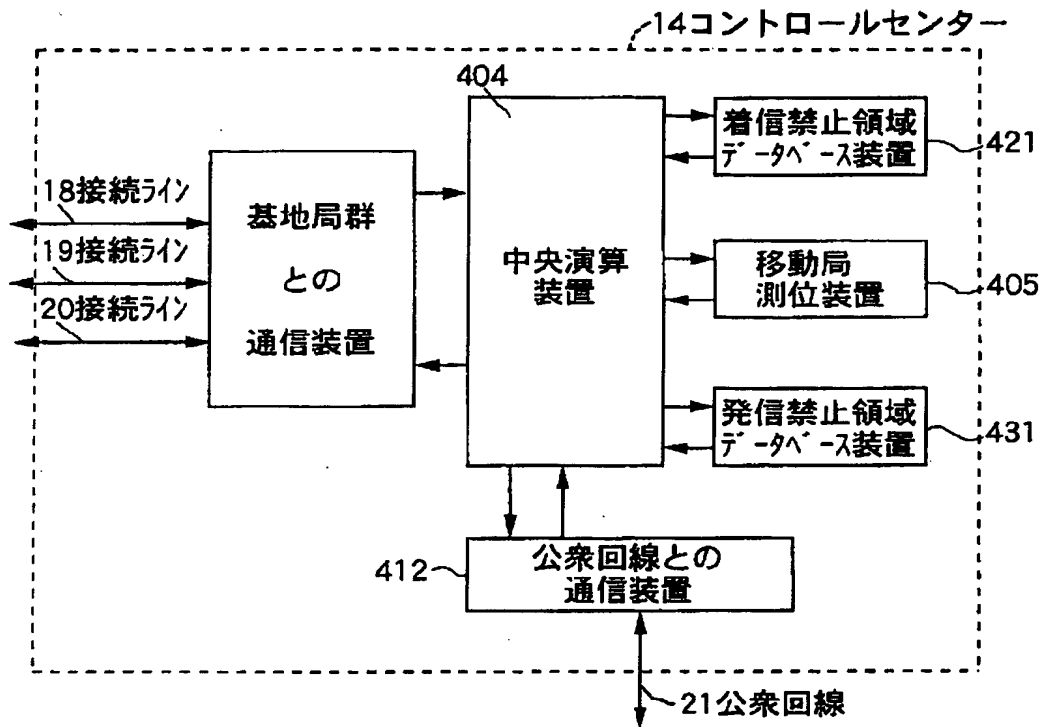 14コントロールセンター
404
着信禁止領域
データベース装置
421
18接続ライン
19接続ライン
20接続ライン
基地局群
との
通信装置
中央演算
装置
移動局
測位装置
405
発信禁止領域
データベース装置
431
412
公衆回線との
通信装置
21公衆回線